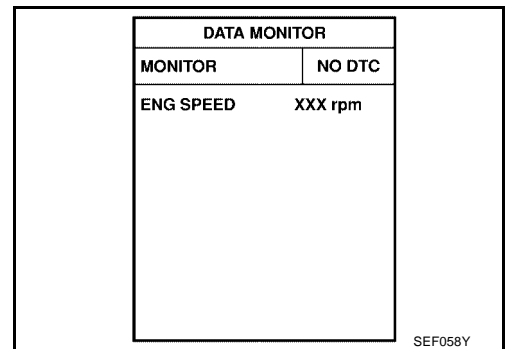 DATA MONITOR
MONITOR NO DTC
ENG SPEED XXX rpm
SEF058Y